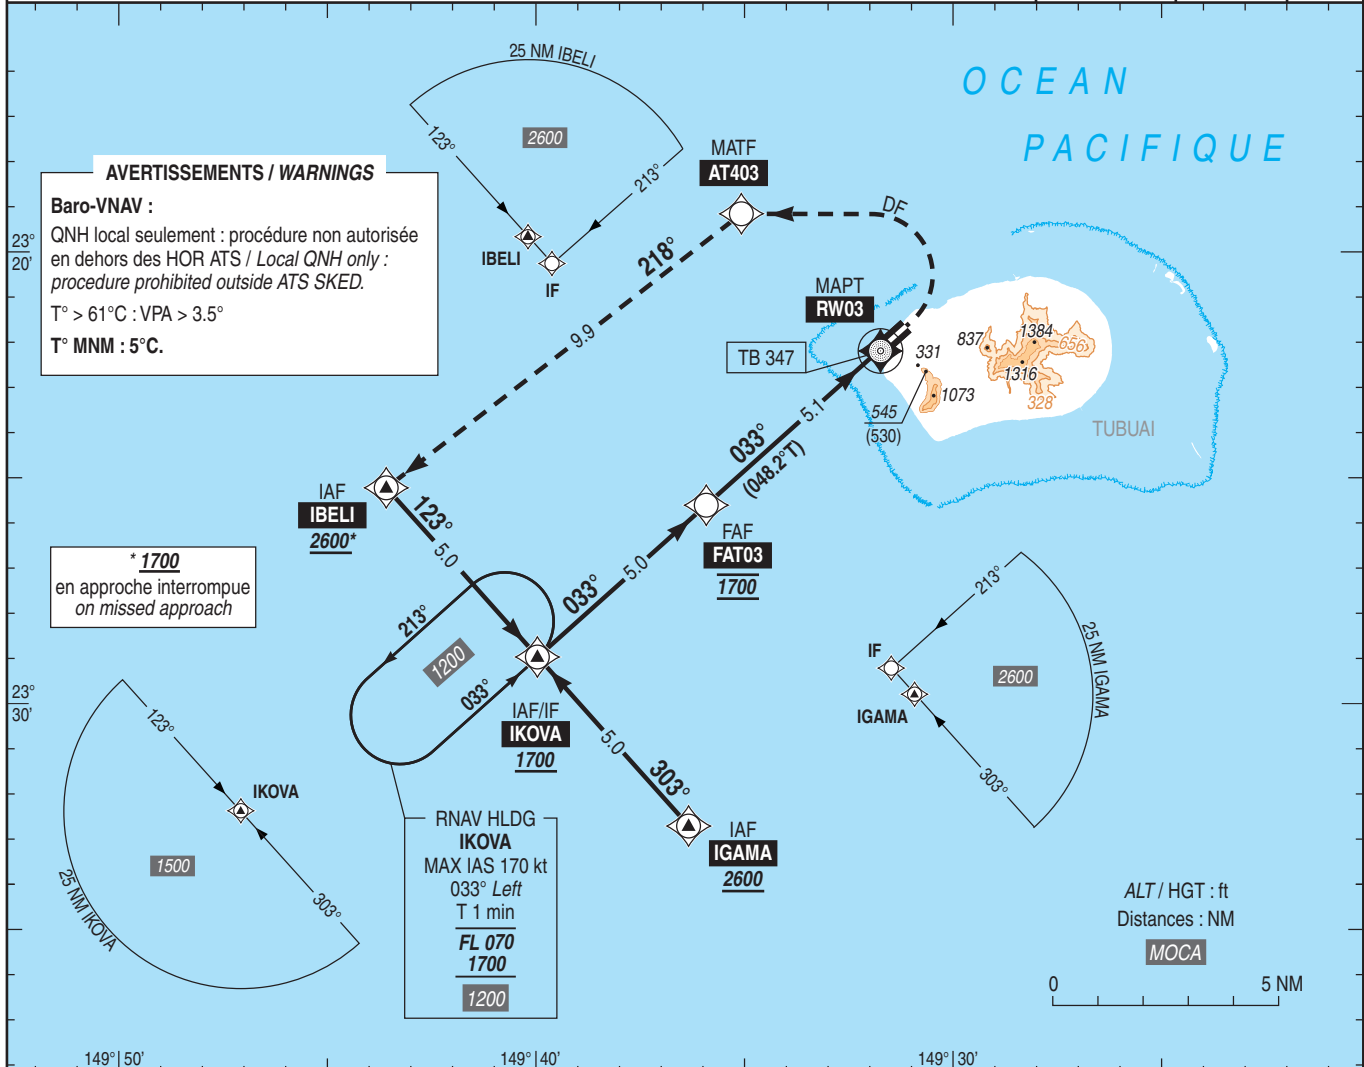 25 NM IBELI
OCEAN
PACIFIQUE
2600
123°
213°
IBELI
IF
AVERTISSEMENTS / WARNINGS
Baro-VNAV :
QNH local seulement : procédure non autorisée
en dehors des HOR ATS / Local QNH only :
procedure prohibited outside ATS SKED.
T° > 61°C : VPA > 3.5°
T° MNM : 5°C.
23°
20'
MATF
AT403
DF
218°
9.9
MAPT
RW03
TB 347
331
837
1384
656
1316
1073
328
545
(530)
TUBUAI
5.1
033°
(048.2°T)
IAF
IBELI
2600*
123°
5.0
FAF
FAT03
1700
5.0
033°
* 1700
en approche interrompue
on missed approach
213°
1200
033°
IAF/IF
IKOVA
1700
5.0
303°
IAF
IGAMA
2600
213°
IF
IGAMA
2600
25 NM IGAMA
303°
23°
30'
123°
IKOVA
1500
25 NM IKOVA
303°
RNAV HLDG
IKOVA
MAX IAS 170 kt
033° Left
T 1 min
FL 070
1700
1200
ALT / HGT : ft
Distances : NM
MOCA
0 5 NM
149° 50' 149° 40' 149° 30'